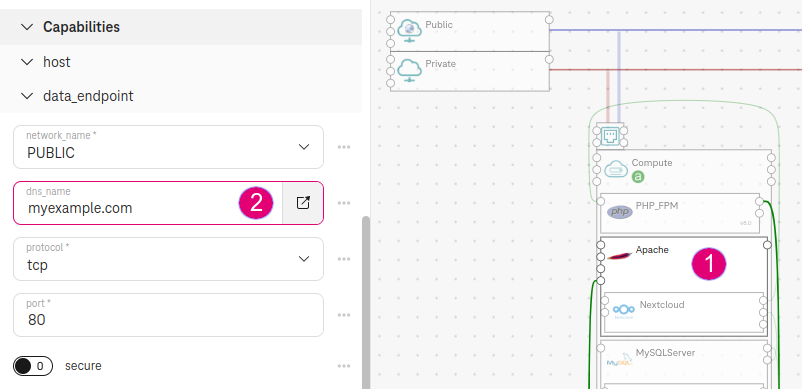 Capabilities
host
data_endpoint
network_name *
PUBLIC
dns_name
myexample.com
2
protocol *
tcp
port *
80
0
secure
Public
Private
Compute
a
php
PHP_FPM
v8.0
Apache
1
Nextcloud
MySQLServer
MySQL